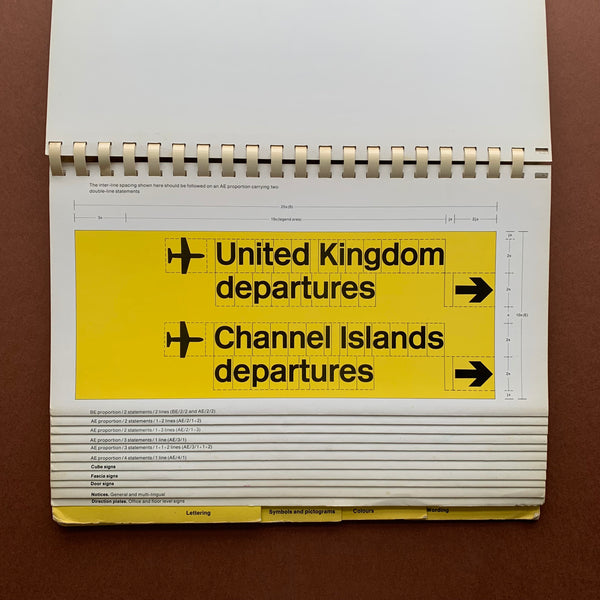 The inter-line spacing shown here should be followed on an AE proportion carrying two
double-line statements
United Kingdom
departures
Channel Islands
departures
BE proportion / 2 statements / 2 lines (BE/2/2 and AE/2/2)
AE proportion / 2 statements / 1-2 lines (AE/2/1-2)
AE proportion / 2 statements / 1-3 lines (AE/2/1-3)
AE proportion / 3 statements / 1 line (AE/3/1)
AE proportion / 3 statements / 1-1-2 lines (AE/3/1-1-2)
AE proportion / 4 statements / 1 line (AE/4/1)
Cube signs
Fascia signs
Door signs
Notices. General and multi-lingual
Direction plates. Office and floor level signs
Lettering Symbols and pictograms Colours Wording